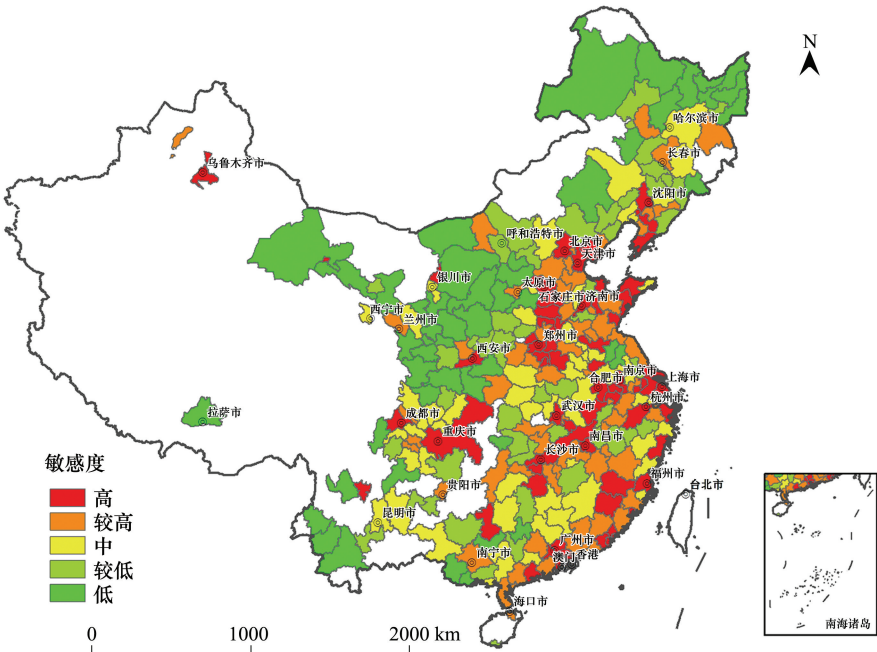 N
哈尔滨市
长春市
乌鲁木齐市
沈阳市
呼和浩特市
北京市
天津市
银川市
太原市
石家庄市
济南市
西宁市
兰州市
郑州市
西安市
南京市
合肥市
上海市
杭州市
拉萨市
成都市
武汉市
重庆市
南昌市
长沙市
敏感度
高
较高
中
较低
低
福州市
台北市
贵阳市
昆明市
广州市
南宁市
澳门
香港
海口市
南海诸岛
0
1000
2000 km